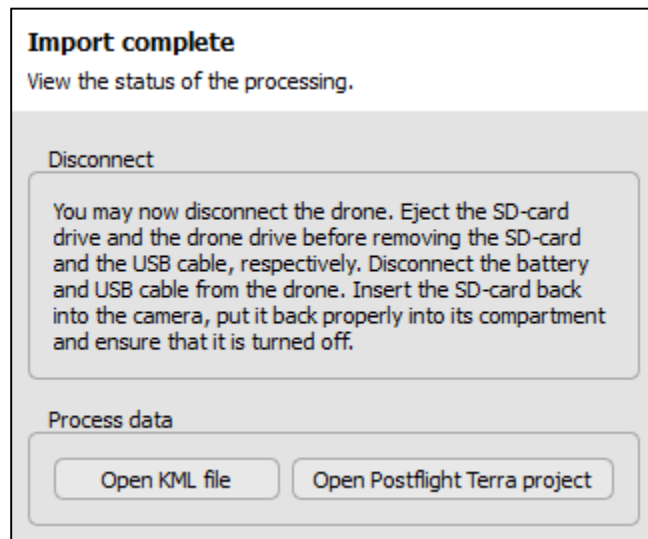 Import complete
View the status of the processing.
Disconnect
You may now disconnect the drone. Eject the SD-card
drive and the drone drive before removing the SD-card
and the USB cable, respectively. Disconnect the battery
and USB cable from the drone. Insert the SD-card back
into the camera, put it back properly into its compartment
and ensure that it is turned off.
Process data
Open KML file
Open Postflight Terra project